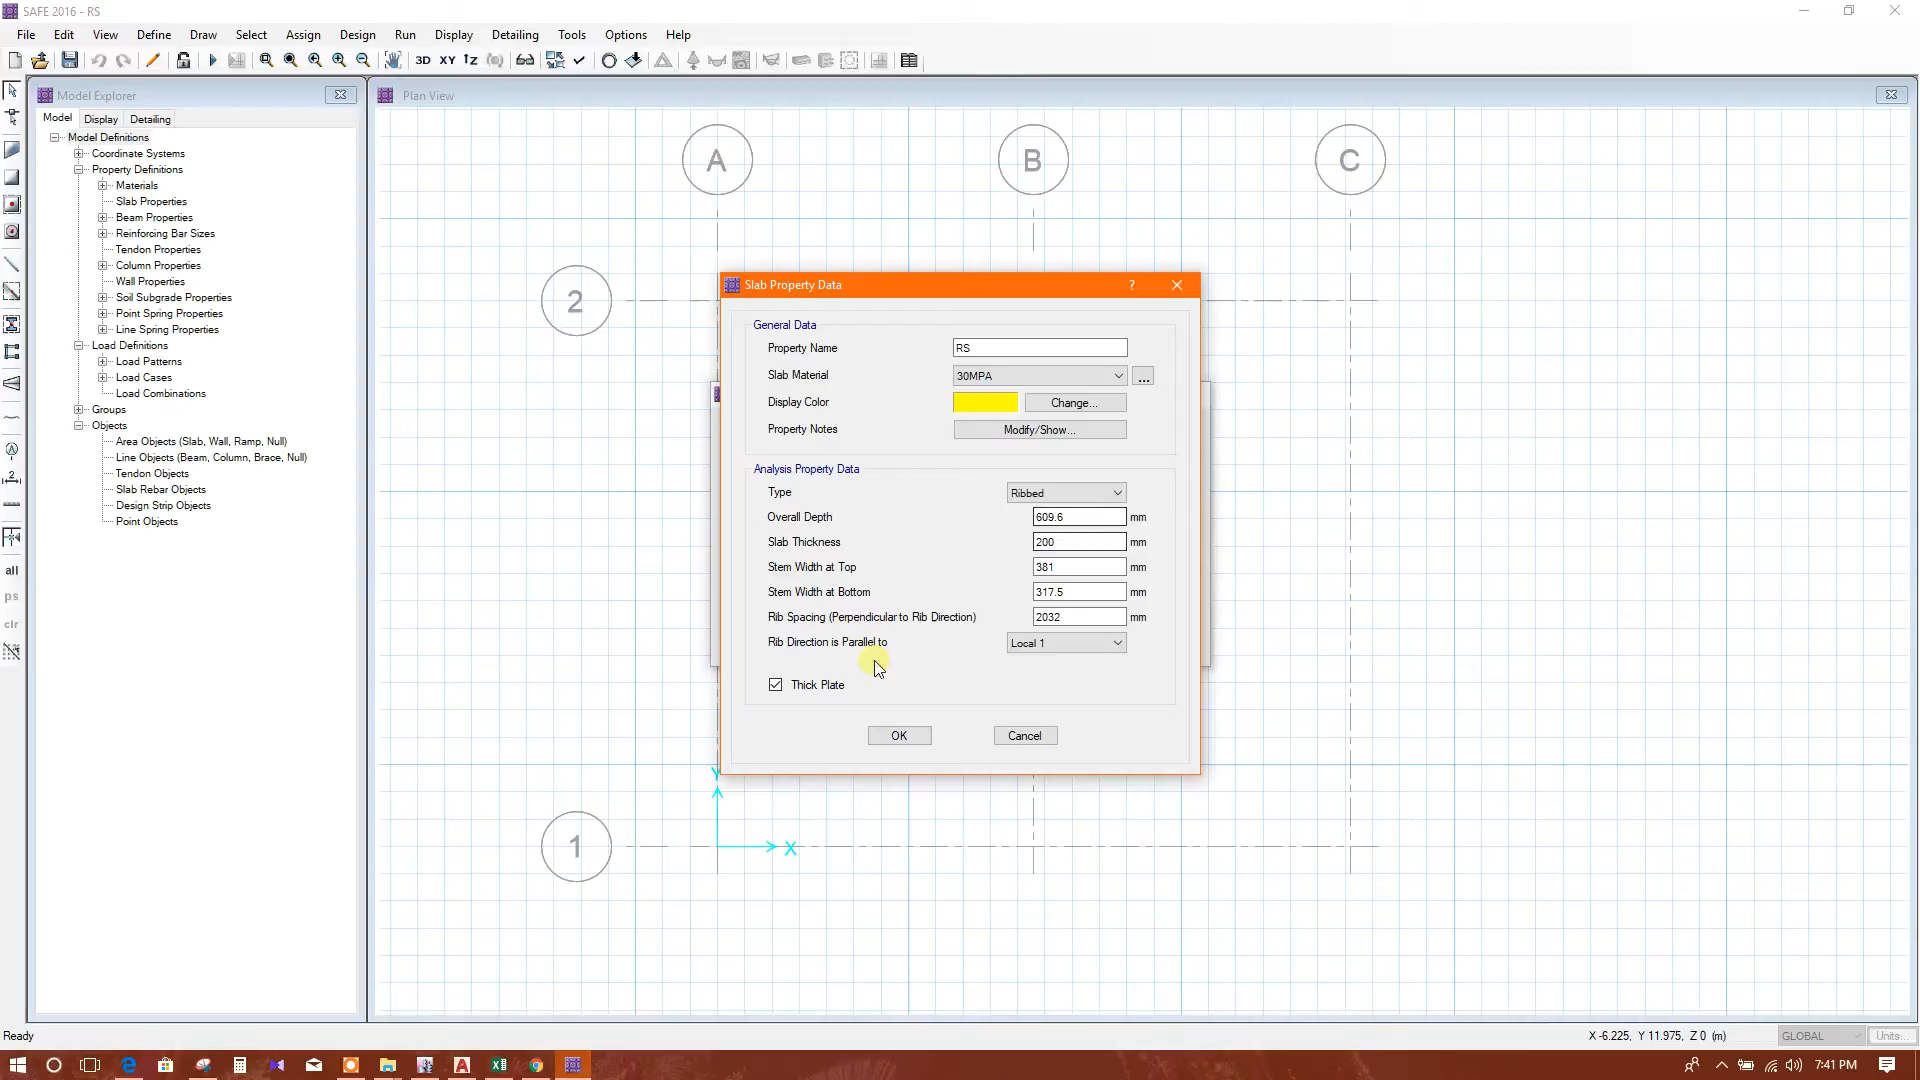 SAFE 2016 - RS
File Edit View Define Draw Select Assign Design Run Display Detailing Tools Options Help
3D XY
Model Explorer
Plan View
Model Display Detailing
Model Definitions
Coordinate Systems
Property Definitions
Materials
Slab Properties
Beam Properties
Reinforcing Bar Sizes
Tendon Properties
Column Properties
Wall Properties
Soil Subgrade Properties
Point Spring Properties
Line Spring Properties
Load Definitions
Load Patterns
Load Cases
Load Combinations
Groups
Objects
Area Objects (Slab, Wall, Ramp, Null)
Line Objects (Beam, Column, Brace, Null)
Tendon Objects
Slab Rebar Objects
Design Strip Objects
Point Objects
all
ps
clr
A
B
C
2
1
Y
X
Slab Property Data
?
General Data
Property Name RS
Slab Material 30MPA ...
Display Color Change...
Property Notes Modify/Show...
Analysis Property Data
Type Ribbed
Overall Depth 609.6 mm
Slab Thickness 200 mm
Stem Width at Top 381 mm
Stem Width at Bottom 317.5 mm
Rib Spacing (Perpendicular to Rib Direction) 2032 mm
Rib Direction is Parallel to Local 1
Thick Plate
OK Cancel
Ready
X -6.225, Y 11.975, Z 0 (m)
GLOBAL
Units...
7:41 PM